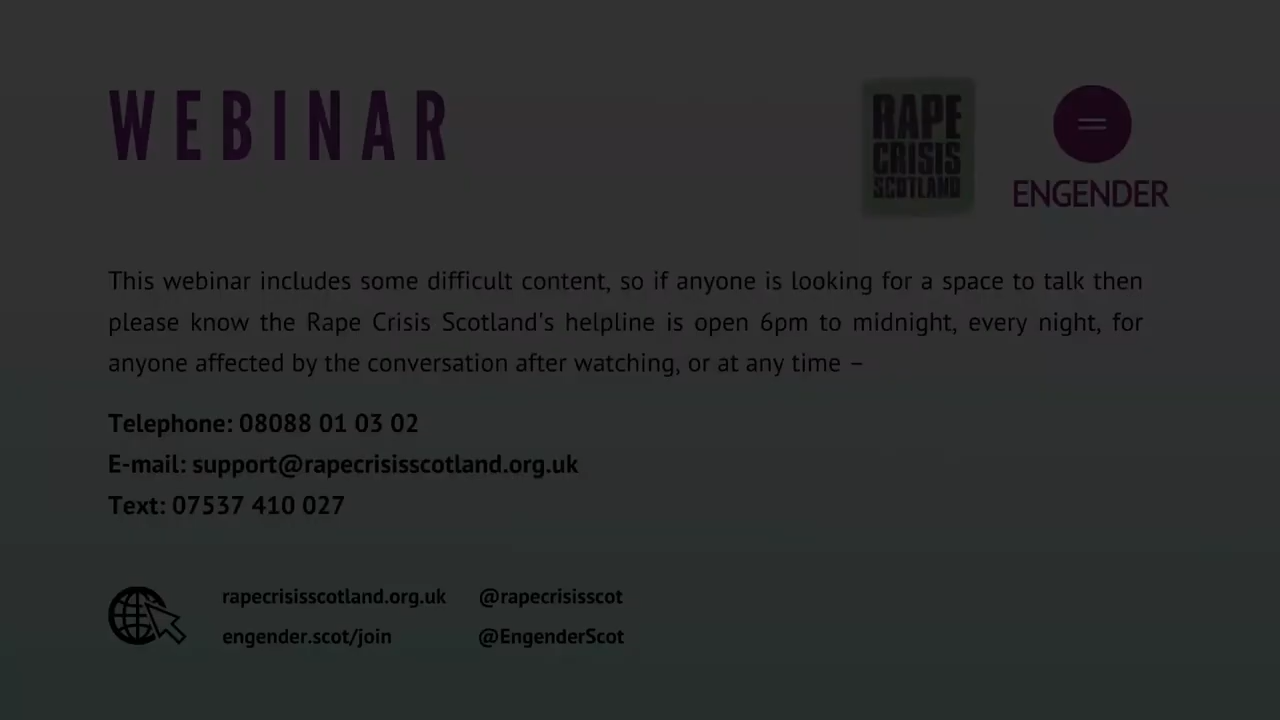 WEBINAR
RAPE
CRISIS
SCOTLAND
ENGENDER
This webinar includes some difficult content, so if anyone is looking for a space to talk then
please know the Rape Crisis Scotland's helpline is open 6pm to midnight, every night, for
anyone affected by the conversation after watching, or at any time –
Telephone: 08088 01 03 02
E-mail: support@rapecrisisscotland.org.uk
Text: 07537 410 027
rapecrisisscotland.org.uk @rapecrisisscot
engender.scot/join @EngenderScot